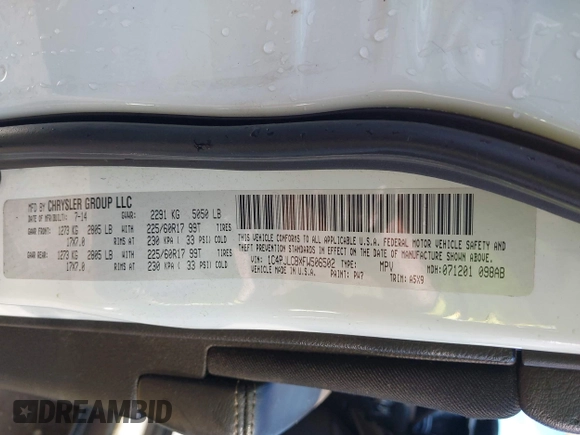 MFD BY CHRYSLER GROUP LLC
DATE OF MFR 7-14 GVWR: 2291 KG 5050 LB
GAWR FRONT: 1273 KG 2805 LB WITH 225/60R17 99T TIRES
17X7.0 RIMS AT 230 KPA ( 33 PSI) COLD
GAWR REAR: 1273 KG 2805 LB WITH 225/60R17 99T TIRES
17X7.0 RIMS AT 230 KPA ( 33 PSI) COLD
THIS VEHICLE CONFORMS TO ALL APPLICABLE U.S.A. FEDERAL MOTOR VEHICLE SAFETY AND
THEFT PREVENTION STANDARDS IN EFFECT ON THE DATE OF MANUFACTURE SHOWN ABOVE.
VIN: 1C4PJLCBXFW506502 TYPE: MPV MDH: 071201 098AB
MADE IN U.S.A. PAINT: PW7 TRIM: A5X9
DREAMBID